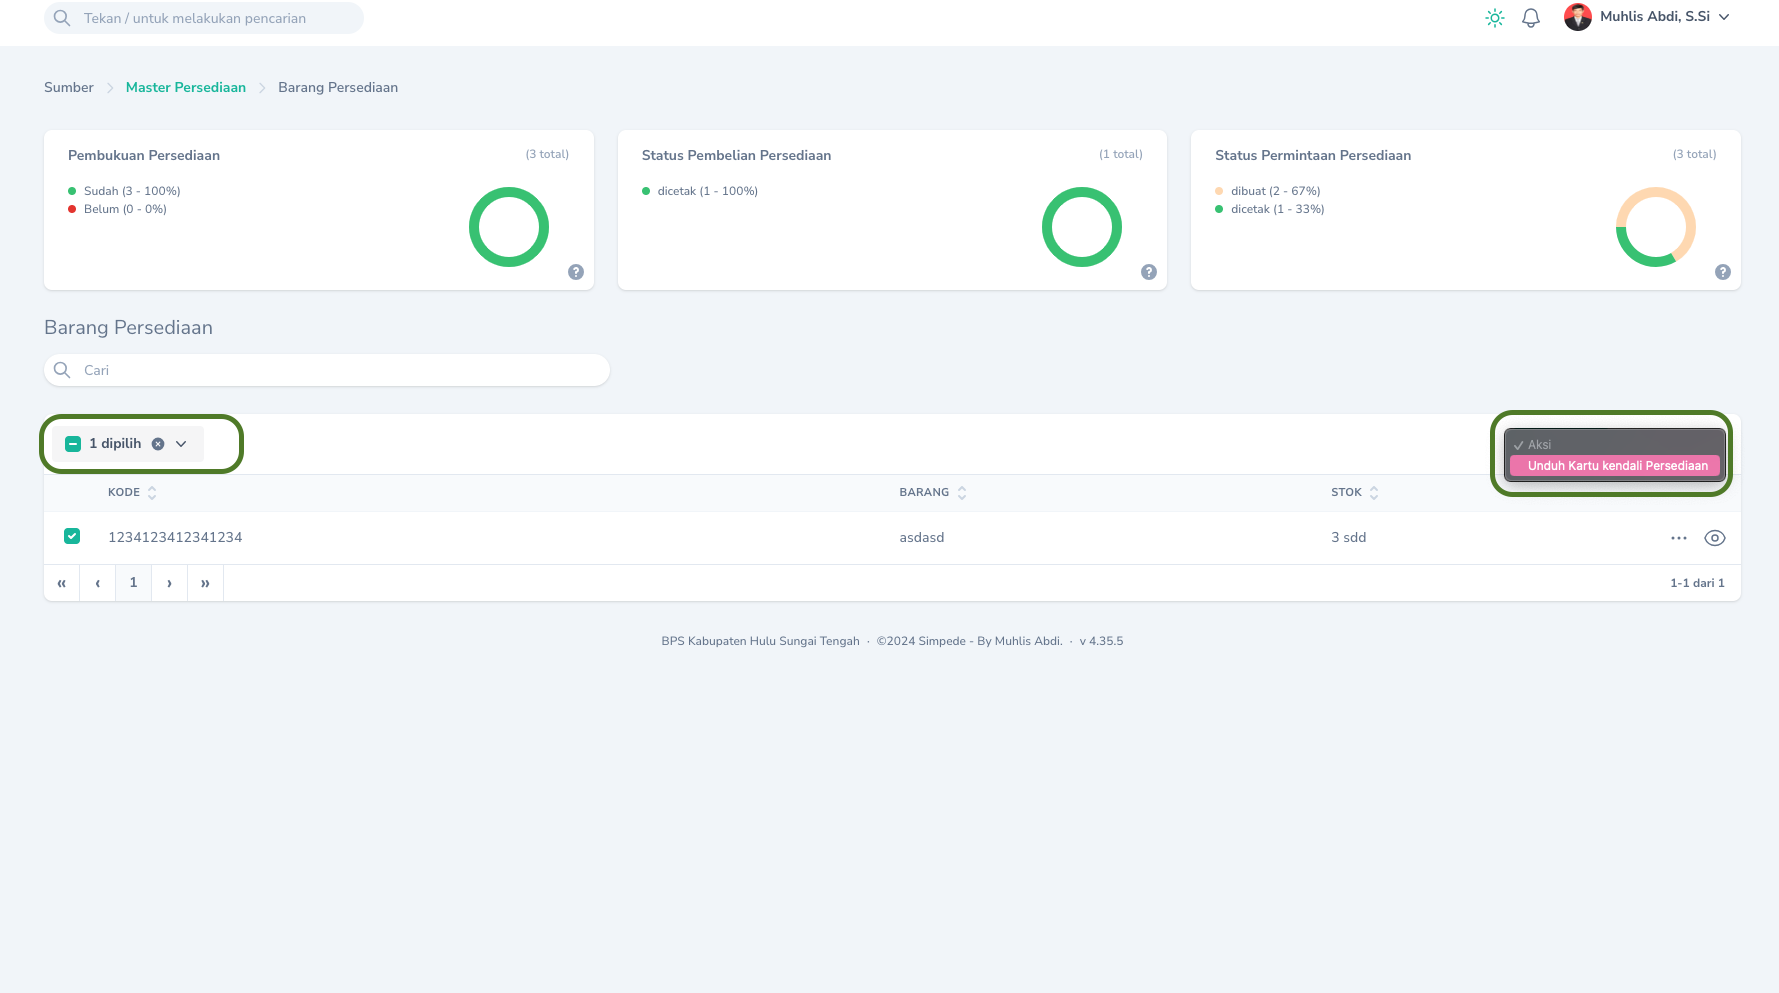 Tekan / untuk melakukan pencarian
Muhlis Abdi, S.Si
Sumber Master Persediaan Barang Persediaan
Pembukuan Persediaan (3 total)
Sudah (3 - 100%)
Belum (0 - 0%)
?
Status Pembelian Persediaan (1 total)
dicetak (1 - 100%)
?
Status Permintaan Persediaan (3 total)
dibuat (2 - 67%)
dicetak (1 - 33%)
?
Barang Persediaan
Cari
1 dipilih
Aksi
Unduh Kartu kendali Persediaan
KODE BARANG STOK
1234123412341234 asdasd 3 sdd
« ‹ 1 › » 1-1 dari 1
BPS Kabupaten Hulu Sungai Tengah · ©2024 Simpede - By Muhlis Abdi. · v 4.35.5